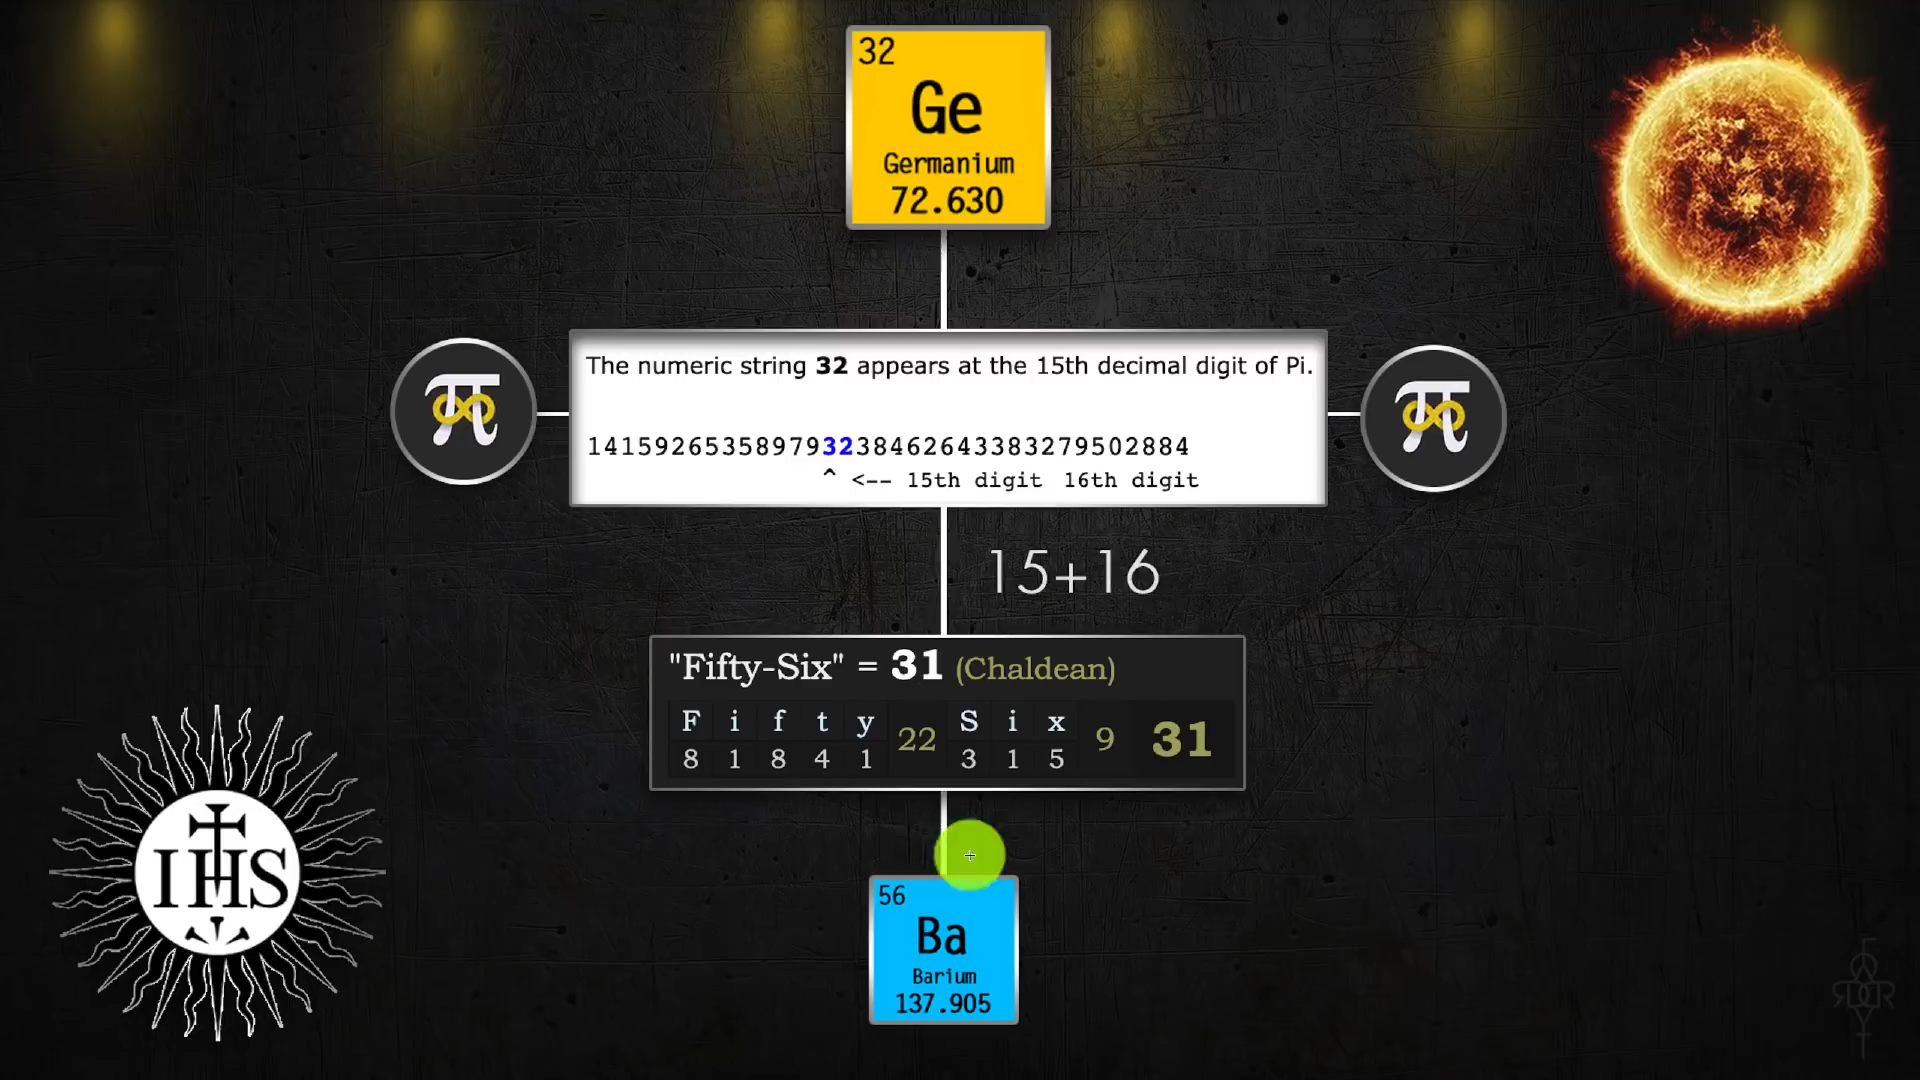 32
Ge
Germanium
72.630
The numeric string 32 appears at the 15th decimal digit of Pi.
π
π
141592653589793238462643383279502884
^ <-- 15th digit 16th digit
15+16
"Fifty-Six" = 31 (Chaldean)
F i f t y 22 S i x 9 31
8 1 8 4 1 3 1 5
56
Ba
Barium
137.905
IHS